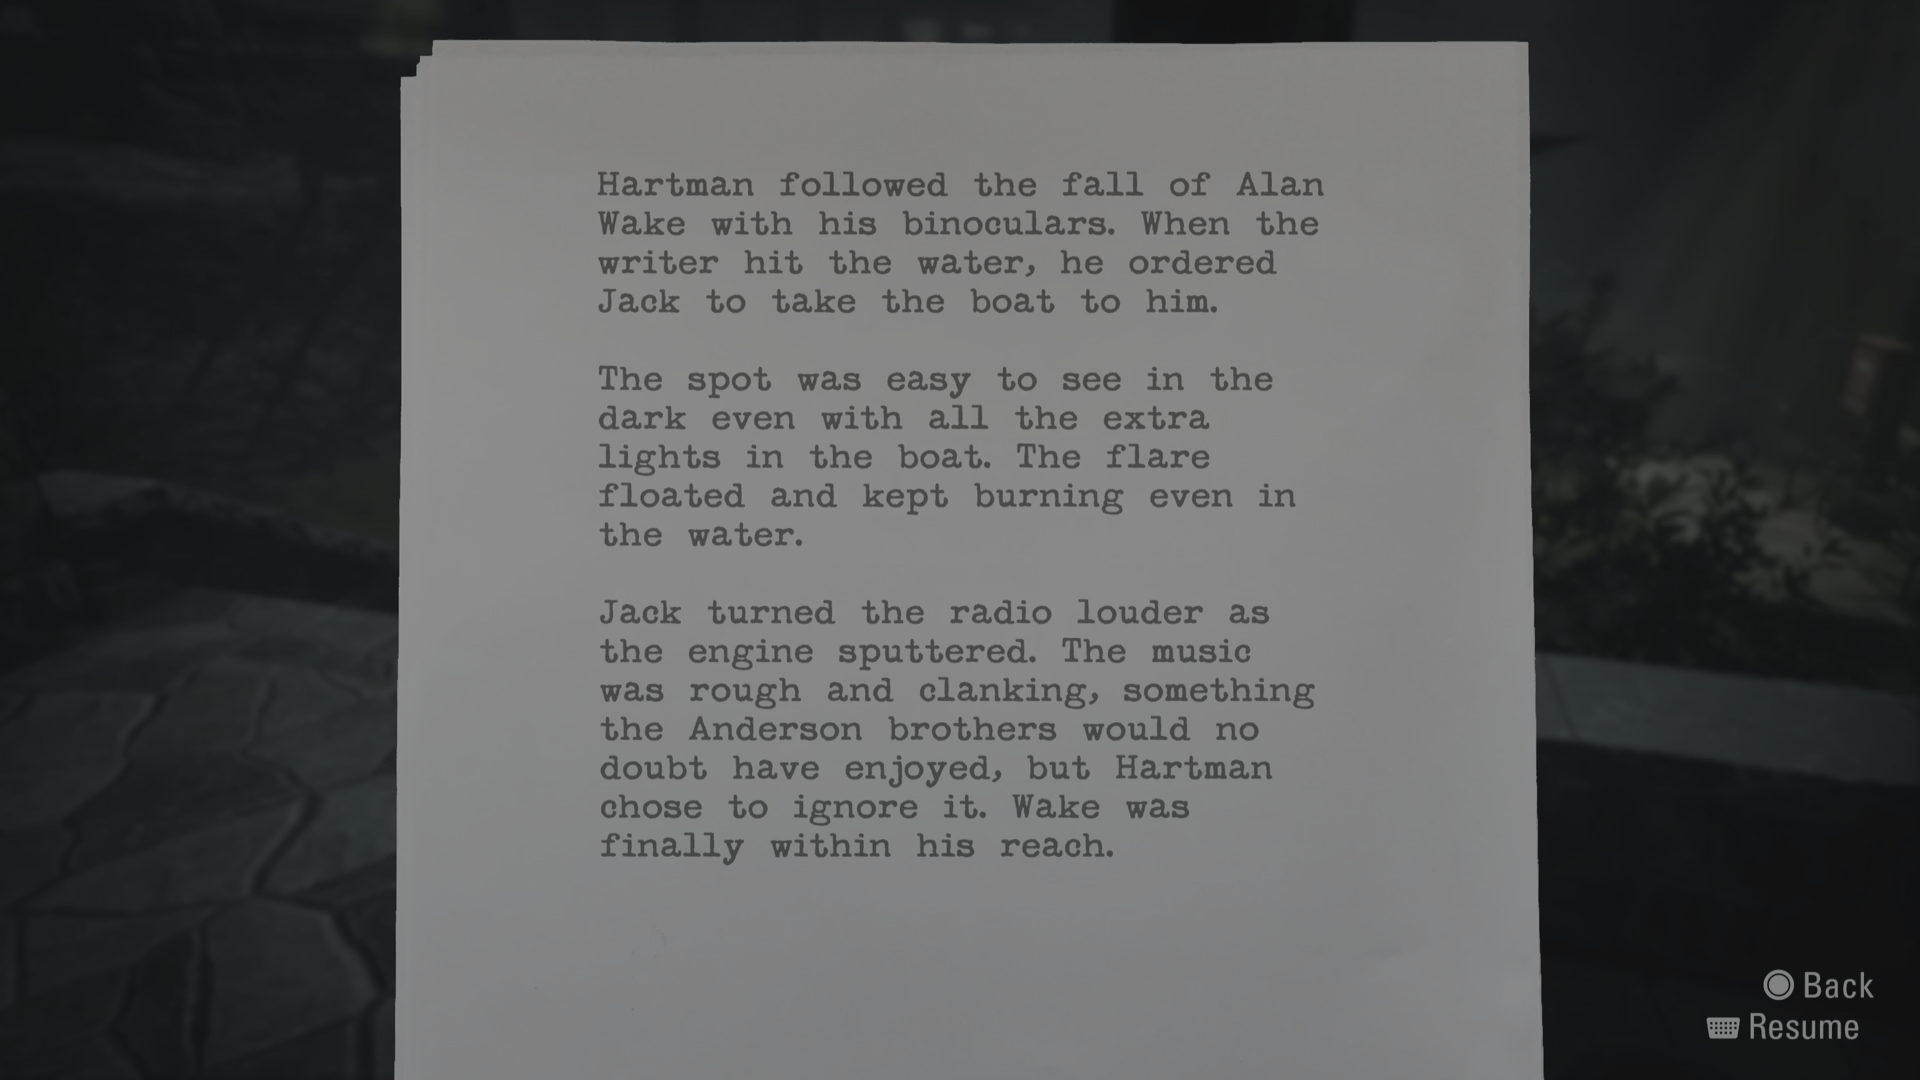 Hartman followed the fall of Alan
Wake with his binoculars. When the
writer hit the water, he ordered
Jack to take the boat to him.
The spot was easy to see in the
dark even with all the extra
lights in the boat. The flare
floated and kept burning even in
the water.
Jack turned the radio louder as
the engine sputtered. The music
was rough and clanking, something
the Anderson brothers would no
doubt have enjoyed, but Hartman
chose to ignore it. Wake was
finally within his reach.
Back
Resume